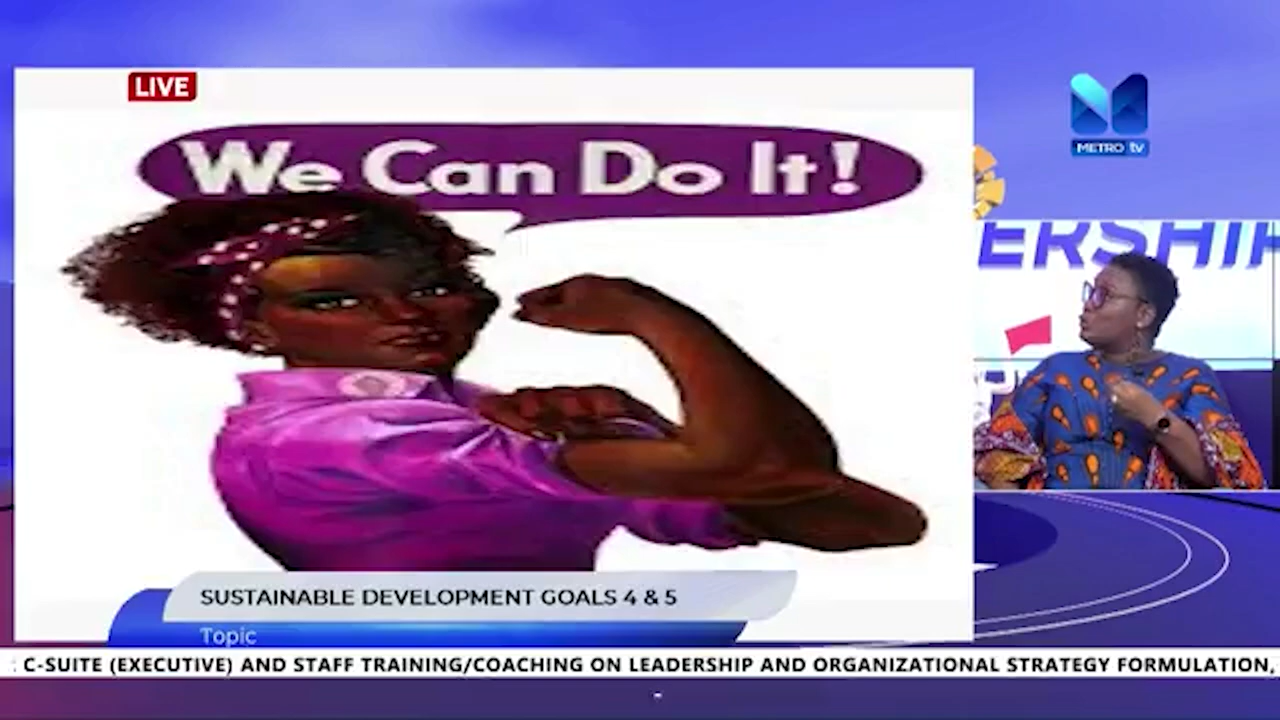 LIVE
We Can Do It!
METRO tv
ERSHIP
SUSTAINABLE DEVELOPMENT GOALS 4 & 5
Topic
C-SUITE (EXECUTIVE) AND STAFF TRAINING/COACHING ON LEADERSHIP AND ORGANIZATIONAL STRATEGY FORMULATION,